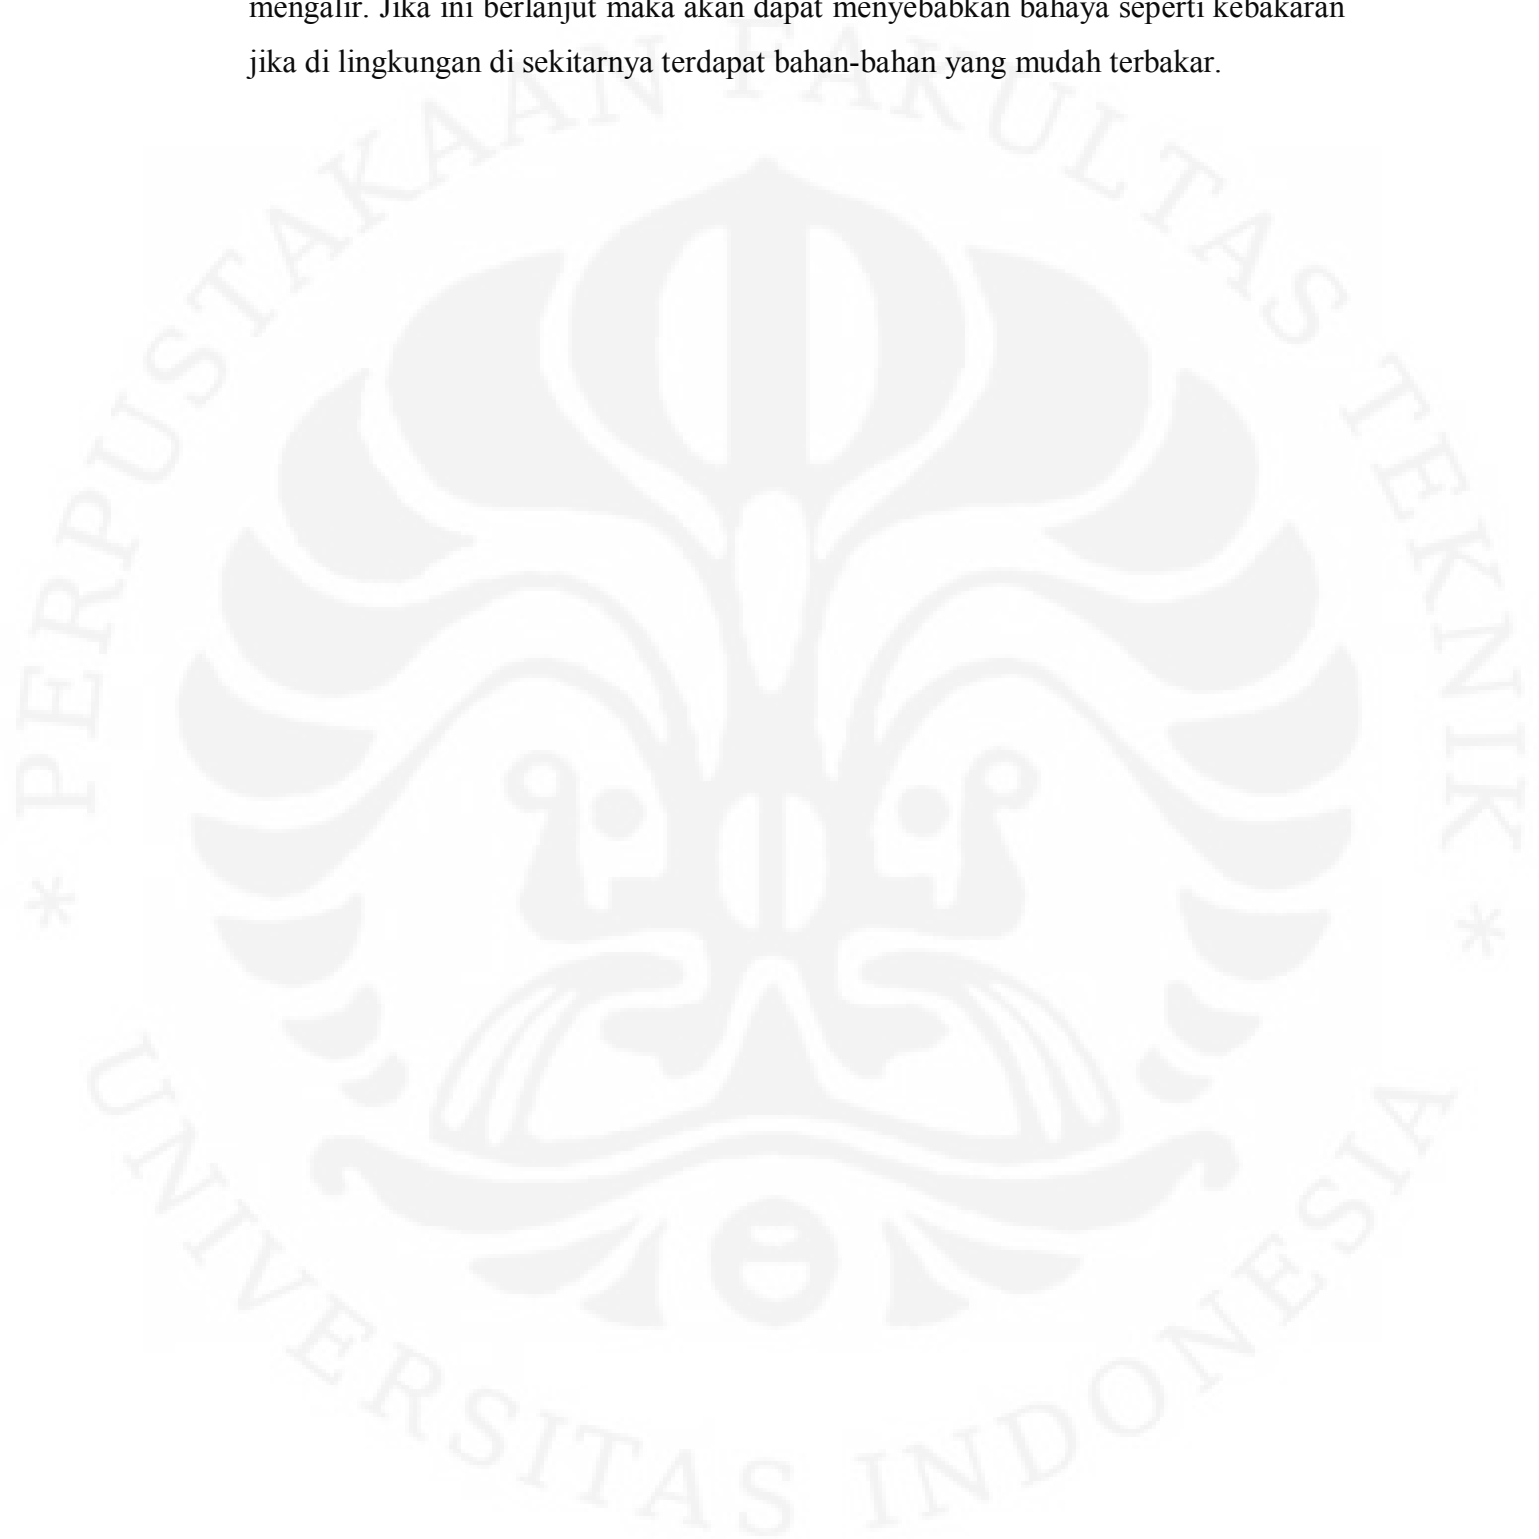 mengalir. Jika ini berlanjut maka akan dapat menyebabkan bahaya seperti kebakaran
jika di lingkungan di sekitarnya terdapat bahan-bahan yang mudah terbakar.
* PERPUSTAKAAN FAKULTAS TEKNIK *
UNIVERSITAS INDONESIA